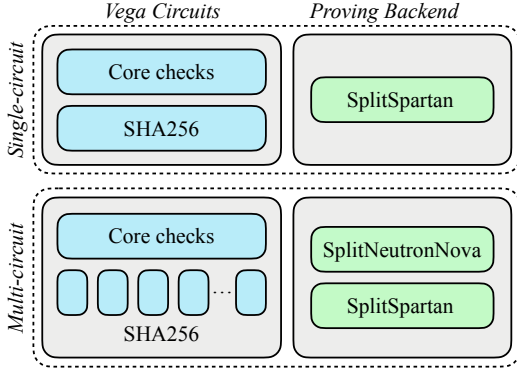 Vega Circuits
Proving Backend
Single-circuit
Core checks
SHA256
SplitSpartan
Multi-circuit
Core checks
...
SHA256
SplitNeutronNova
SplitSpartan